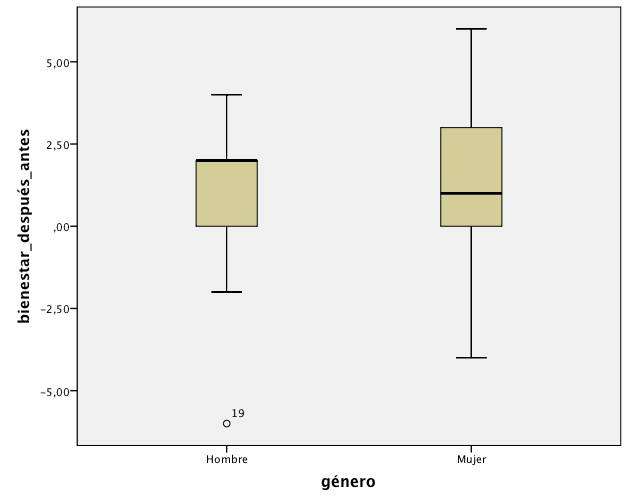 bienestar_después_antes
5,00
2,50
,00
−2,50
−5,00
19
Hombre
Mujer
género